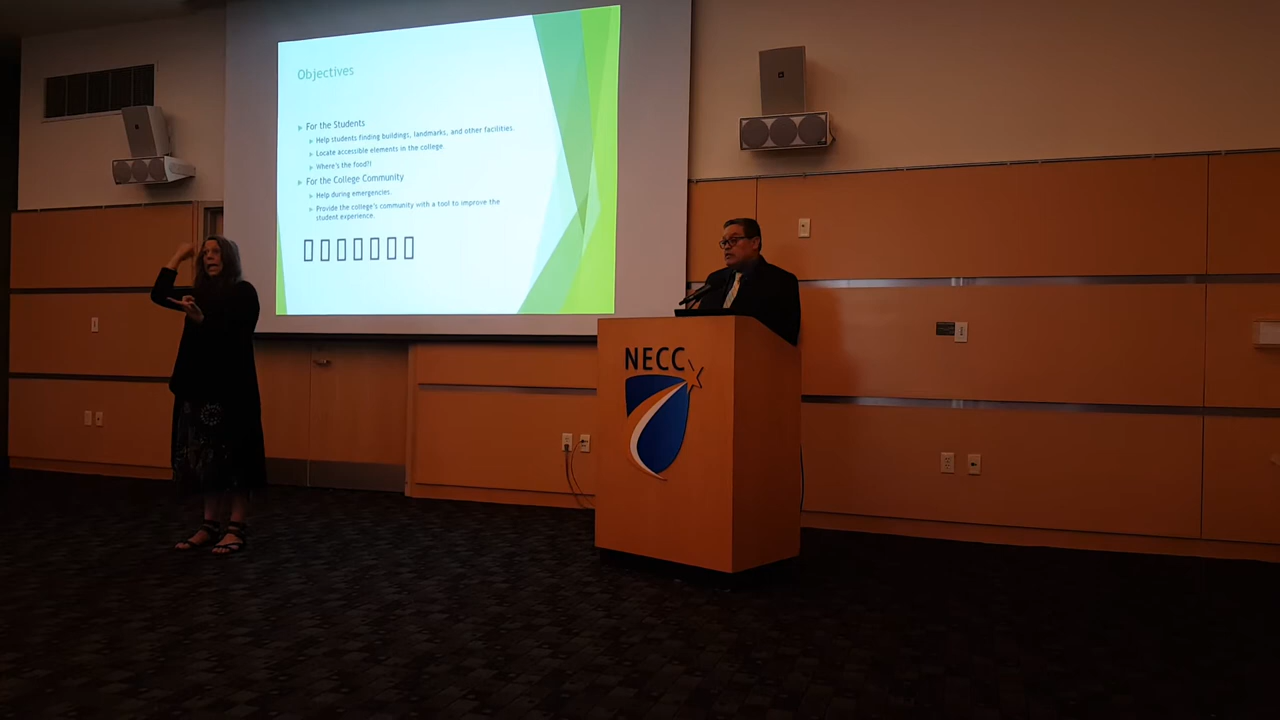 Objectives
For the Students
Help students finding buildings, landmarks, and other facilities.
Locate accessible elements in the college
Where's the food!!
For the College Community
Help during emergencies.
Provide the college's community with a tool to improve the
student experience.
NECC